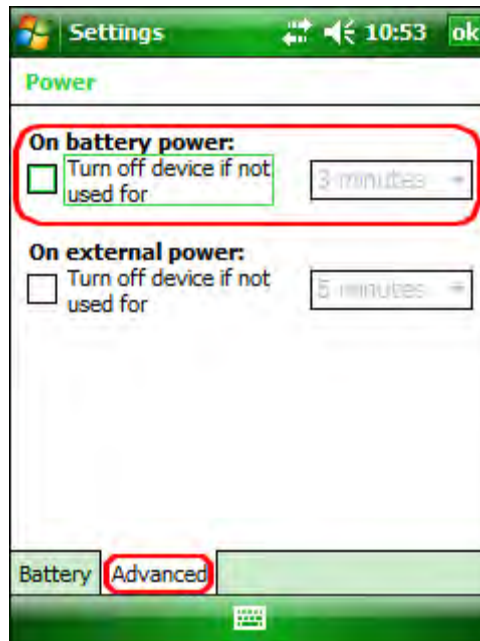 Settings 10:53 ok
Power
On battery power:
Turn off device if not
used for
3 minutes
On external power:
Turn off device if not
used for
5 minutes
Battery Advanced